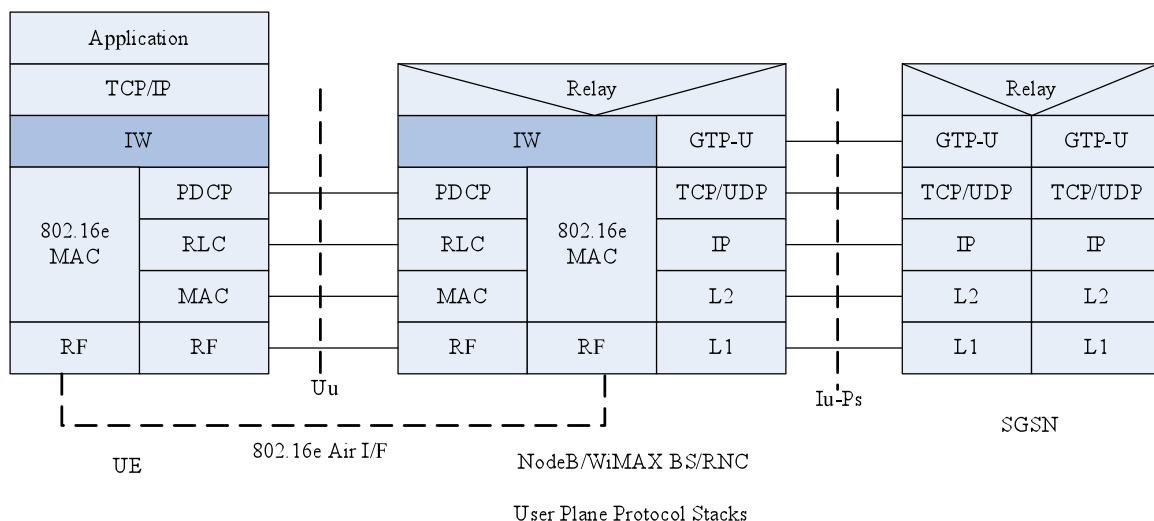 Application
TCP/IP
Relay
Relay
IW
IW
GTP-U
GTP-U
GTP-U
802.16e
MAC
PDCP
PDCP
802.16e
MAC
TCP/UDP
TCP/UDP
TCP/UDP
RLC
RLC
IP
IP
IP
MAC
MAC
L2
L2
L2
RF
RF
RF
RF
L1
L1
L1
Uu
Iu-Ps
802.16e Air I/F
UE
NodeB/WiMAX BS/RNC
SGSN
User Plane Protocol Stacks